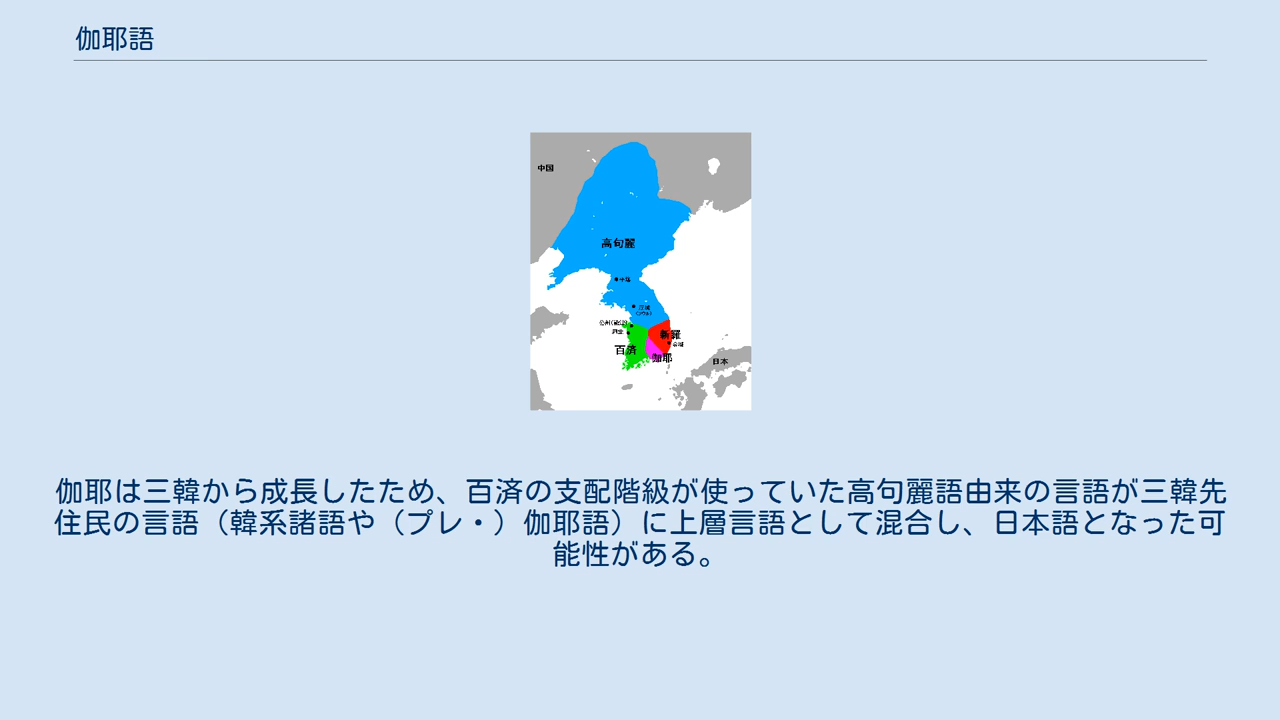 伽耶語
中国
高句麗
新羅
百済
伽耶
日本
伽耶は三韓から成長したため、百済の支配階級が使っていた高句麗語由来の言語が三韓先
住民の言語（韓系諸語や（プレ・）伽耶語）に上層言語として混合し、日本語となった可
能性がある。